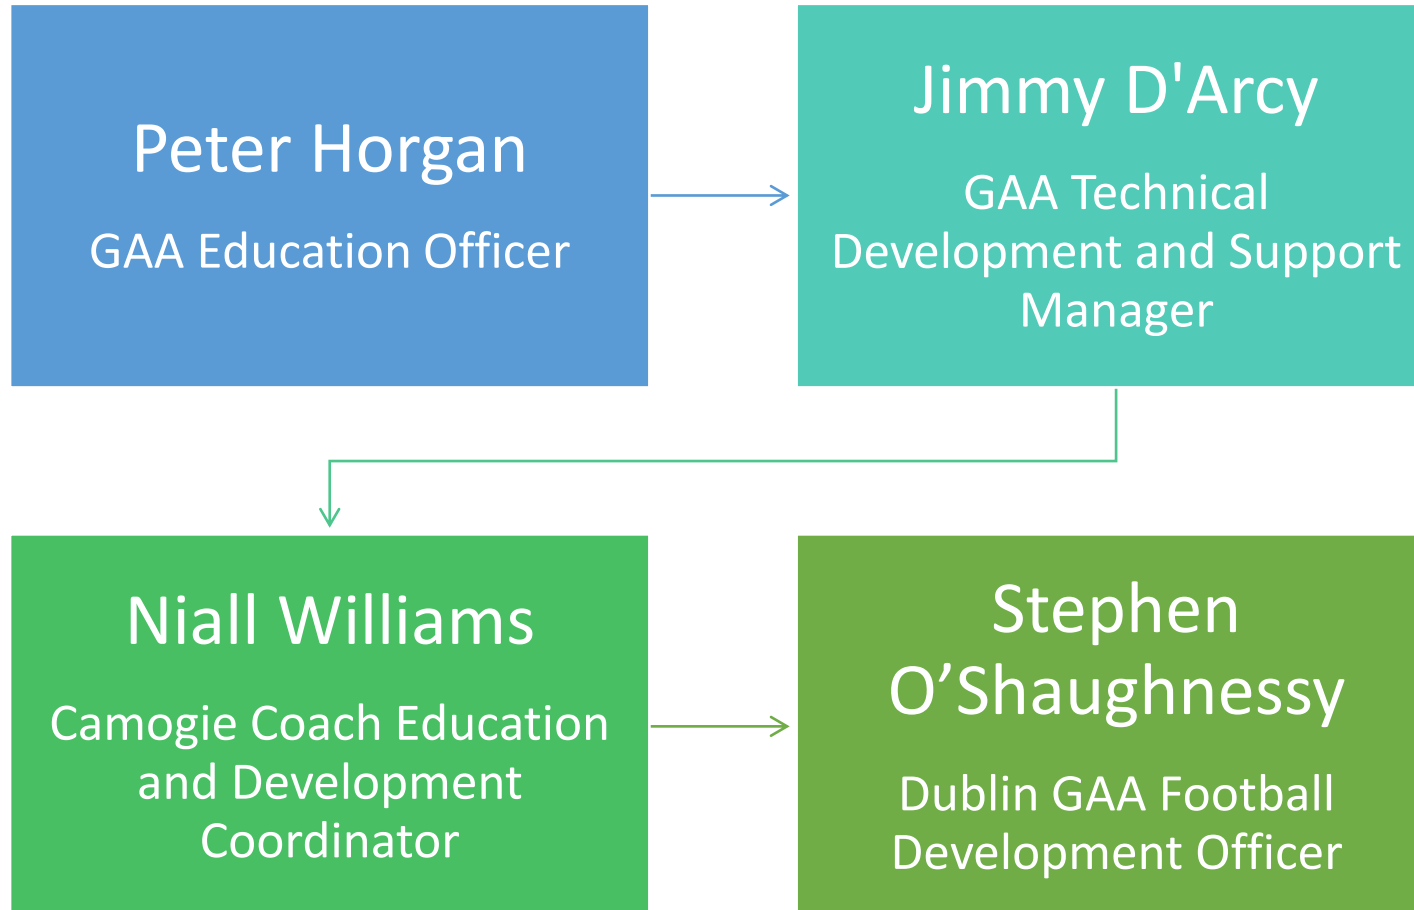 Peter Horgan
GAA Education Officer
Jimmy D'Arcy
GAA Technical
Development and Support
Manager
Niall Williams
Camogie Coach Education
and Development
Coordinator
Stephen
O’Shaughnessy
Dublin GAA Football
Development Officer